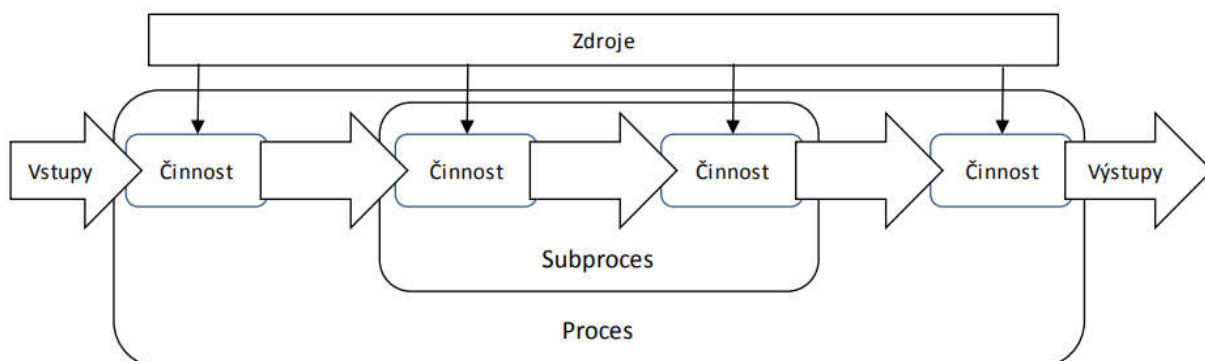 Zdroje
Vstupy
Činnost
Činnost
Činnost
Činnost
Výstupy
Subproces
Proces